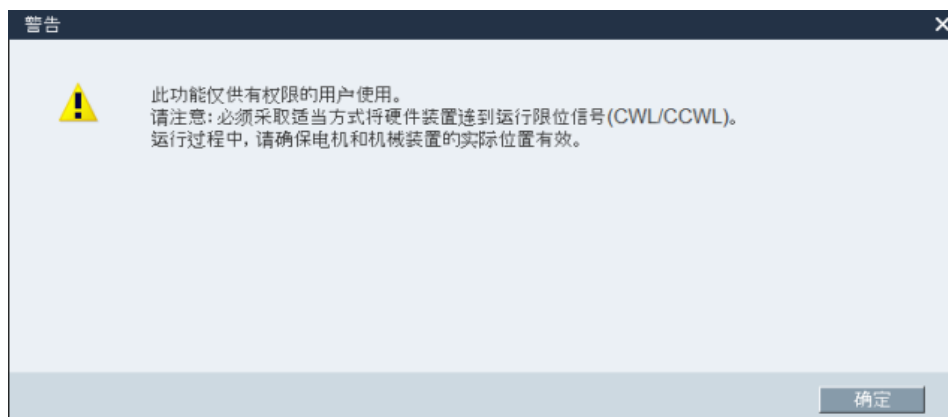 警告
此功能仅供有权限的用户使用。
请注意:必须采取适当方式将硬件装置连到运行限位信号(CWL/CCWL)。
运行过程中,请确保电机和机械装置的实际位置有效。
确定